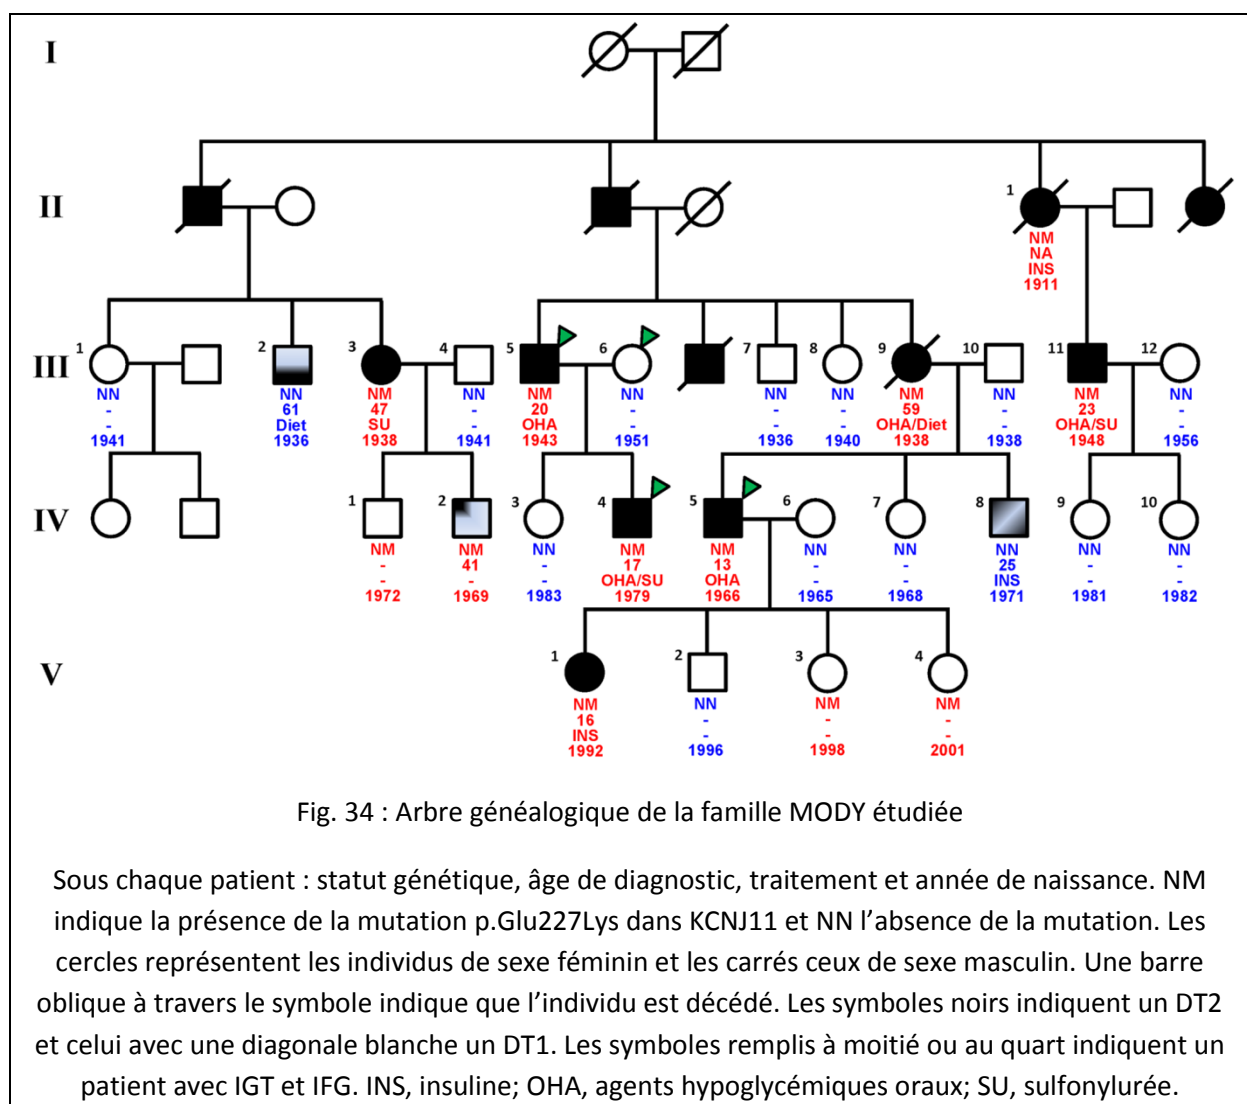 I
II
1
NM
NA
INS
1911
III
1 2 3 4 5 6 7 8 9 10 11 12
NN NN NM NN NM NN NN NN NM NN NM NN
- 61 47 - 20 - - - 59 - 23 -
- Diet SU - OHA - - - OHA/Diet - OHA/SU -
1941 1936 1938 1941 1943 1951 1936 1940 1938 1938 1948 1956
IV
1 2 3 4 5 6 7 8 9 10
NM NM NN NM NM NN NN NN NN NN
- 41 - 17 13 - - 25 - -
- - - OHA/SU OHA - - INS - -
1972 1969 1983 1979 1966 1965 1968 1971 1981 1982
V
1 2 3 4
NM NN NM NM
16 - - -
INS - - -
1992 1996 1998 2001
Fig. 34 : Arbre généalogique de la famille MODY étudiée
Sous chaque patient : statut génétique, âge de diagnostic, traitement et année de naissance. NM
indique la présence de la mutation p.Glu227Lys dans KCNJ11 et NN l’absence de la mutation. Les
cercles représentent les individus de sexe féminin et les carrés ceux de sexe masculin. Une barre
oblique à travers le symbole indique que l’individu est décédé. Les symboles noirs indiquent un DT2
et celui avec une diagonale blanche un DT1. Les symboles remplis à moitié ou au quart indiquent un
patient avec IGT et IFG. INS, insuline; OHA, agents hypoglycémiques oraux; SU, sulfonylurée.